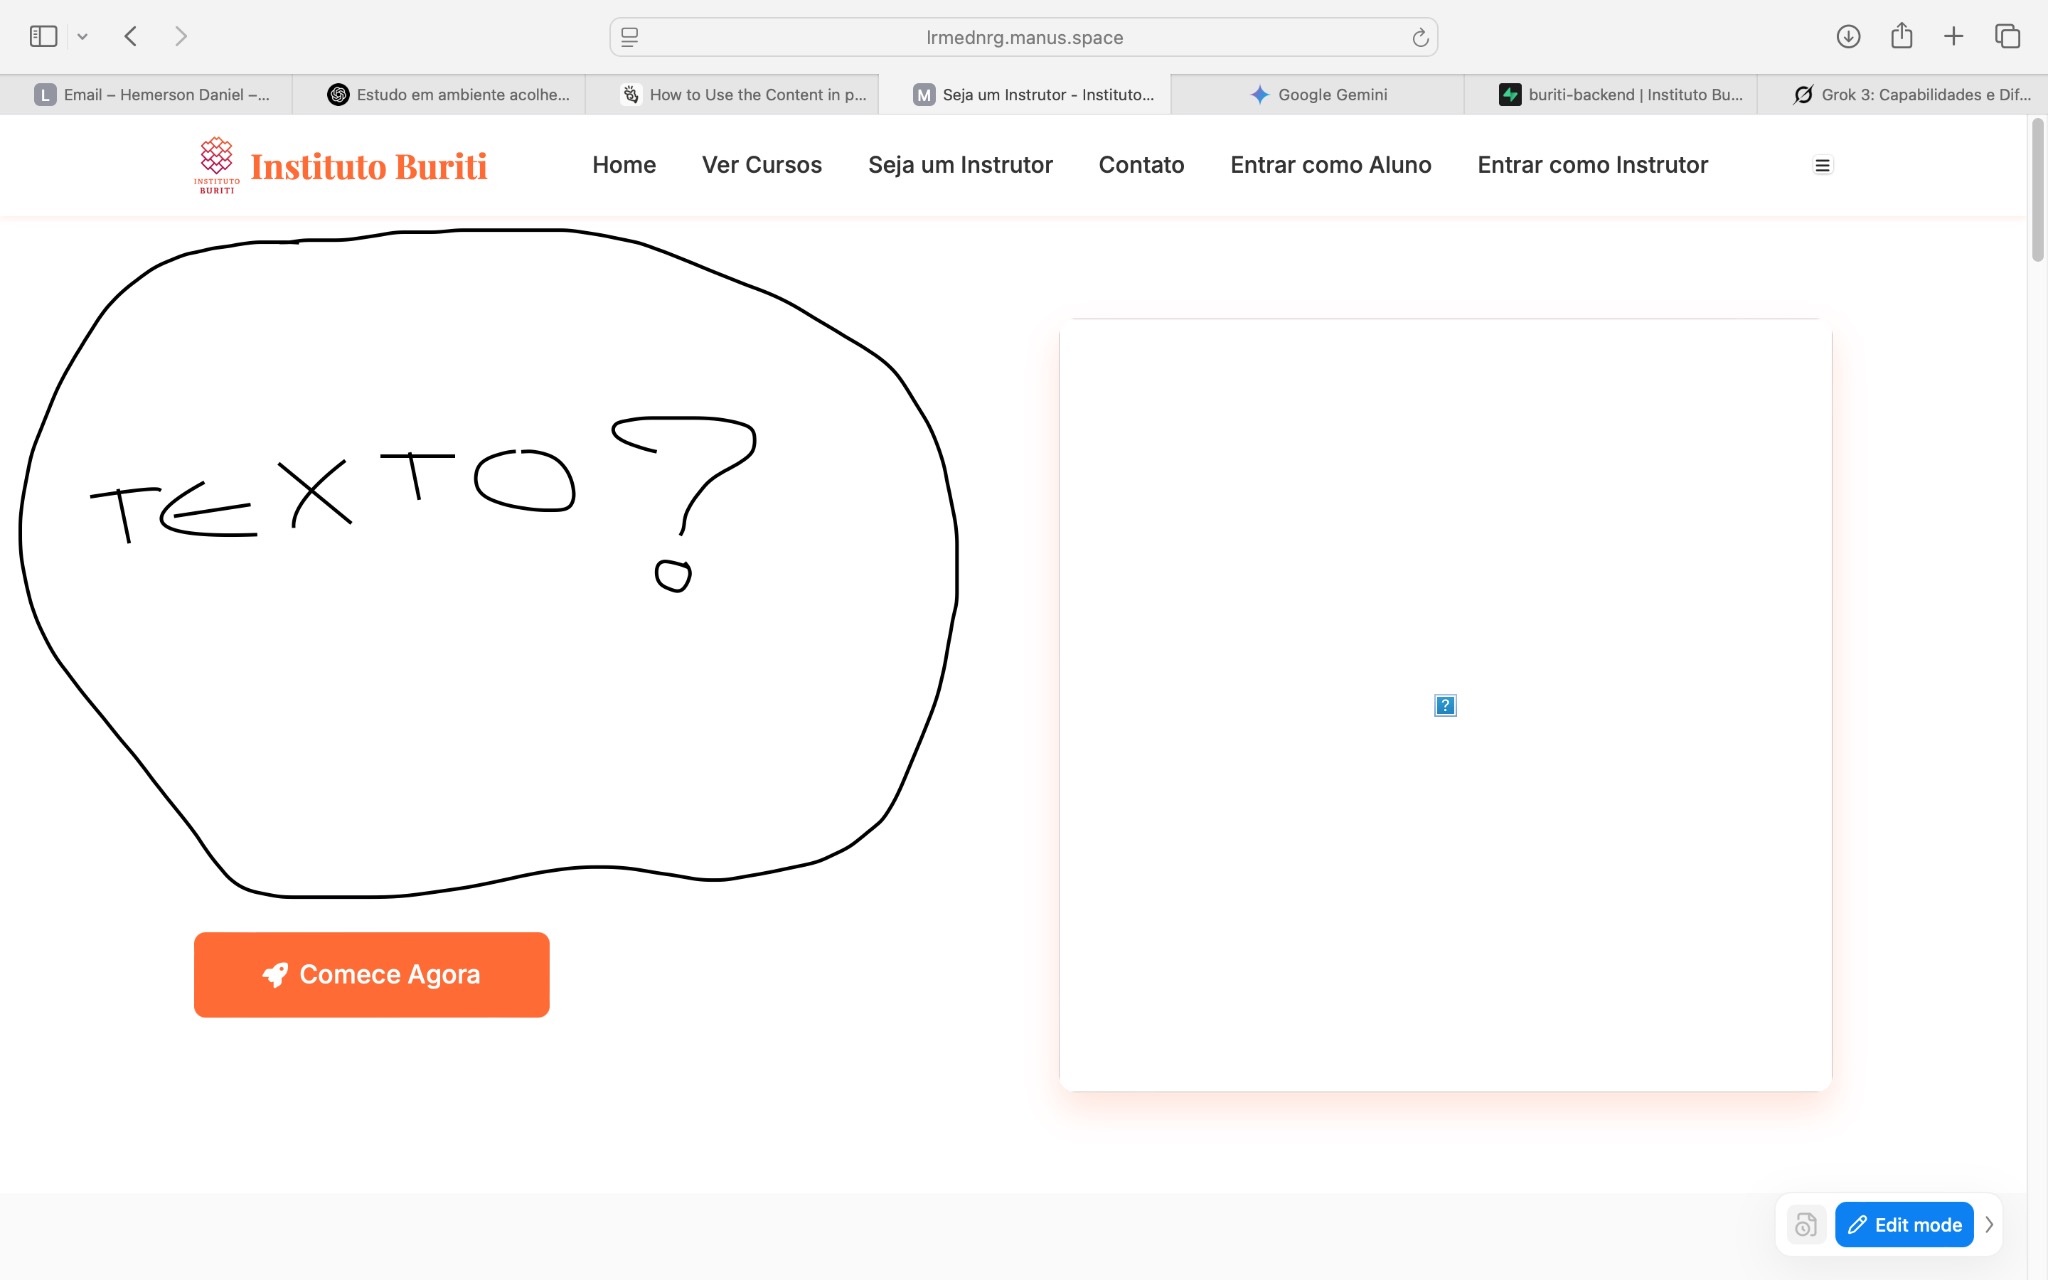 lrmednrg.manus.space
L Email – Hemerson Daniel –...
Estudo em ambiente acolhe...
How to Use the Content in p...
M Seja um Instrutor - Instituto...
Google Gemini
buriti-backend | Instituto Bu...
Grok 3: Capabilidades e Dif...
INSTITUTO
BURITI
Instituto Buriti
Home
Ver Cursos
Seja um Instrutor
Contato
Entrar como Aluno
Entrar como Instrutor
TEXTO?
?
Comece Agora
Edit mode